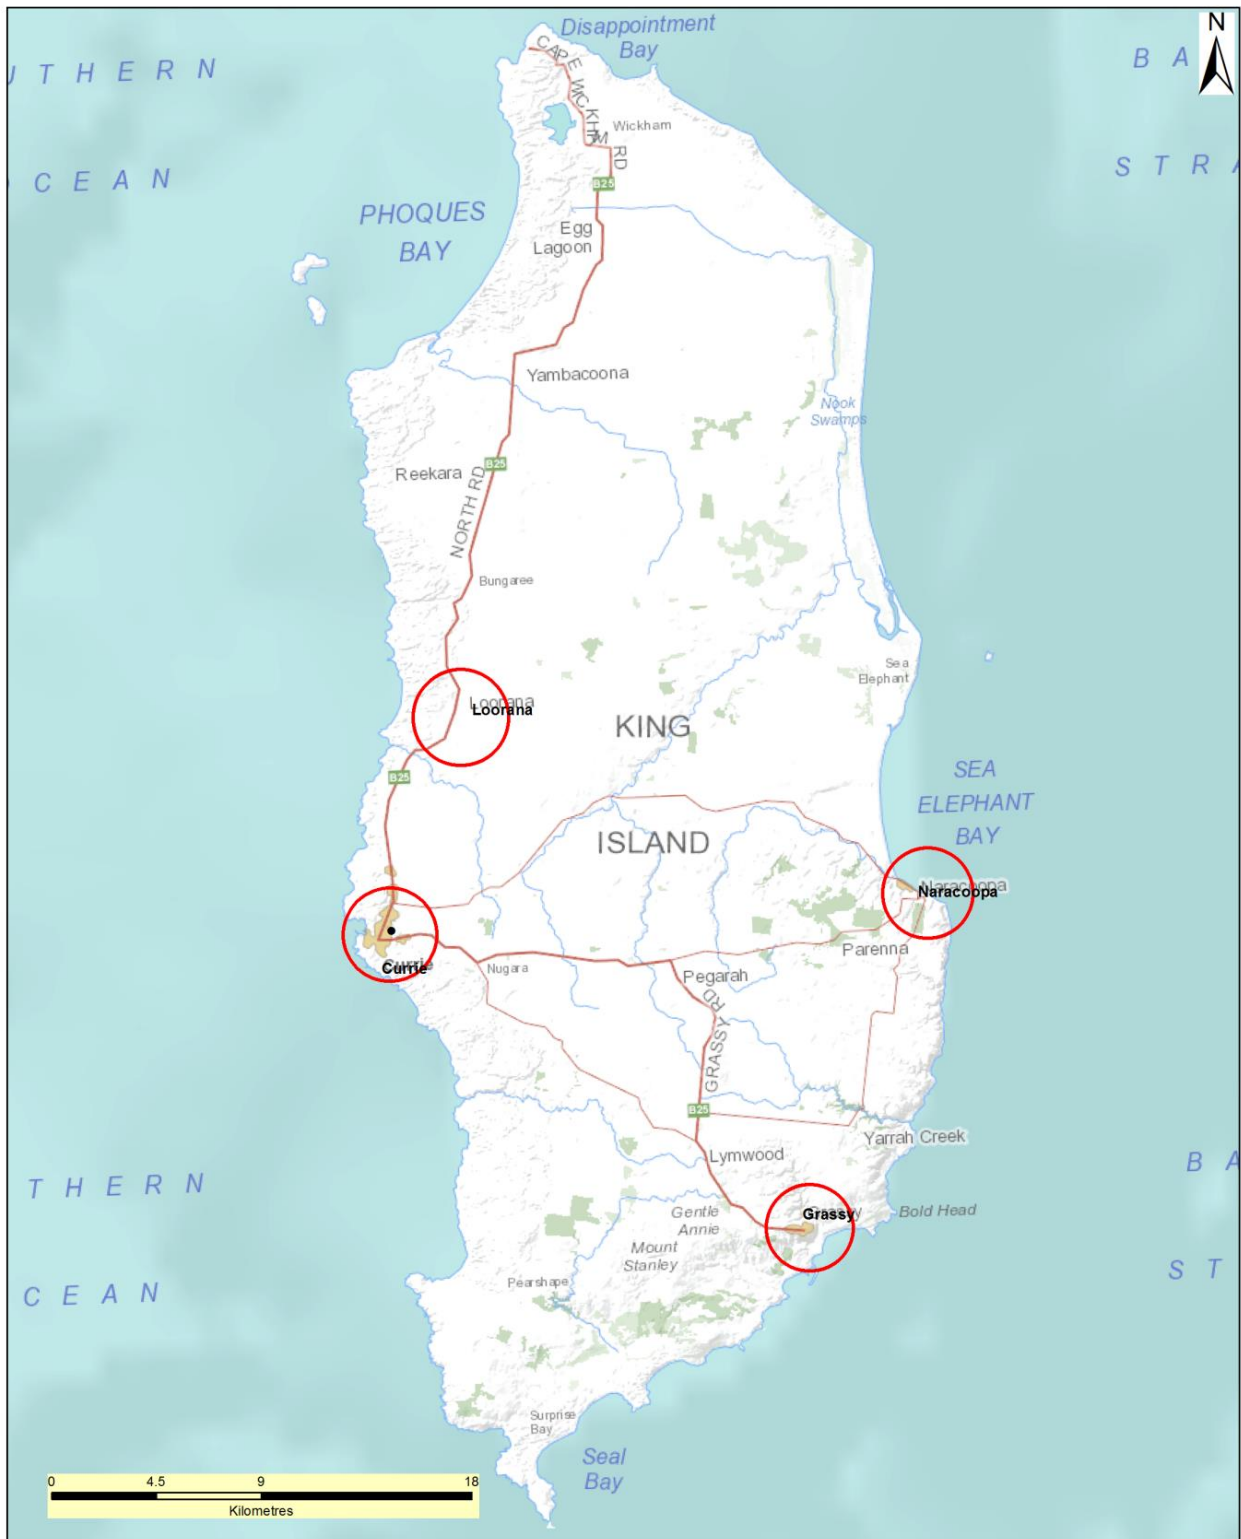 Disappointment
Bay
N
U T H E R N
B A
CAPE WICKHAM RD
Wickham
O C E A N
S T R A
B25
PHOQUES
BAY
Egg
Lagoon
Yambacoona
Nook
Swamps
Reekara
B25
NORTH RD
Bungaree
Sea
Elephant
Loorana
Loorana
KING
B25
SEA
ELEPHANT
BAY
ISLAND
Naracoopa
Naracoopa
Currie
Currie
Nugara
Pegarah
Parenna
GRASSY RD
B25
Yarrah Creek
Lymwood
T H E R N
B A
Gentle
Annie
Grassy
Grassy
Bold Head
Mount
Stanley
Pearshape
C E A N
S T
Surprise
Bay
Seal
Bay
0 4.5 9 18
Kilometres